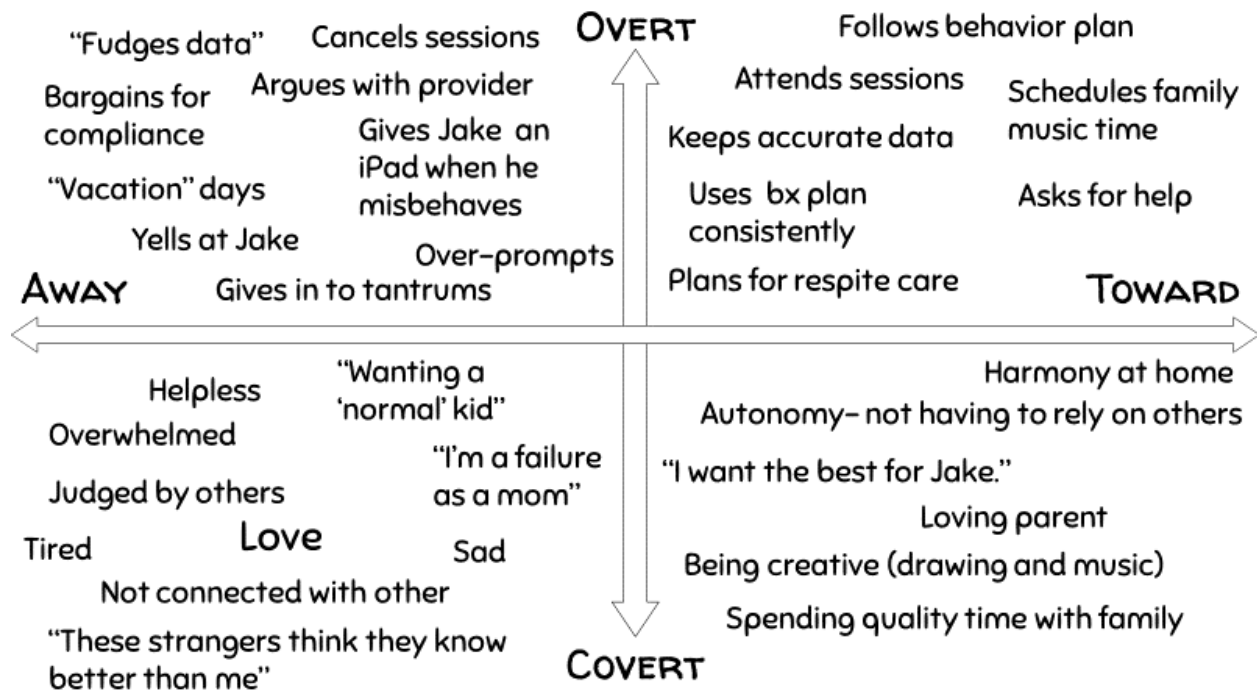 OVERT
"Fudges data"
Cancels sessions
Argues with provider
Bargains for
compliance
Gives Jake an
iPad when he
misbehaves
"Vacation" days
Yells at Jake
Over-prompts
Gives in to tantrums
AWAY
Follows behavior plan
Attends sessions
Schedules family
music time
Keeps accurate data
Uses bx plan
consistently
Asks for help
Plans for respite care
TOWARD
Helpless
"Wanting a
'normal' kid"
Overwhelmed
"I'm a failure
as a mom"
Judged by others
Love
Tired
Sad
Not connected with other
"These strangers think they know
better than me"
Harmony at home
Autonomy- not having to rely on others
"I want the best for Jake."
Loving parent
Being creative (drawing and music)
Spending quality time with family
COVERT